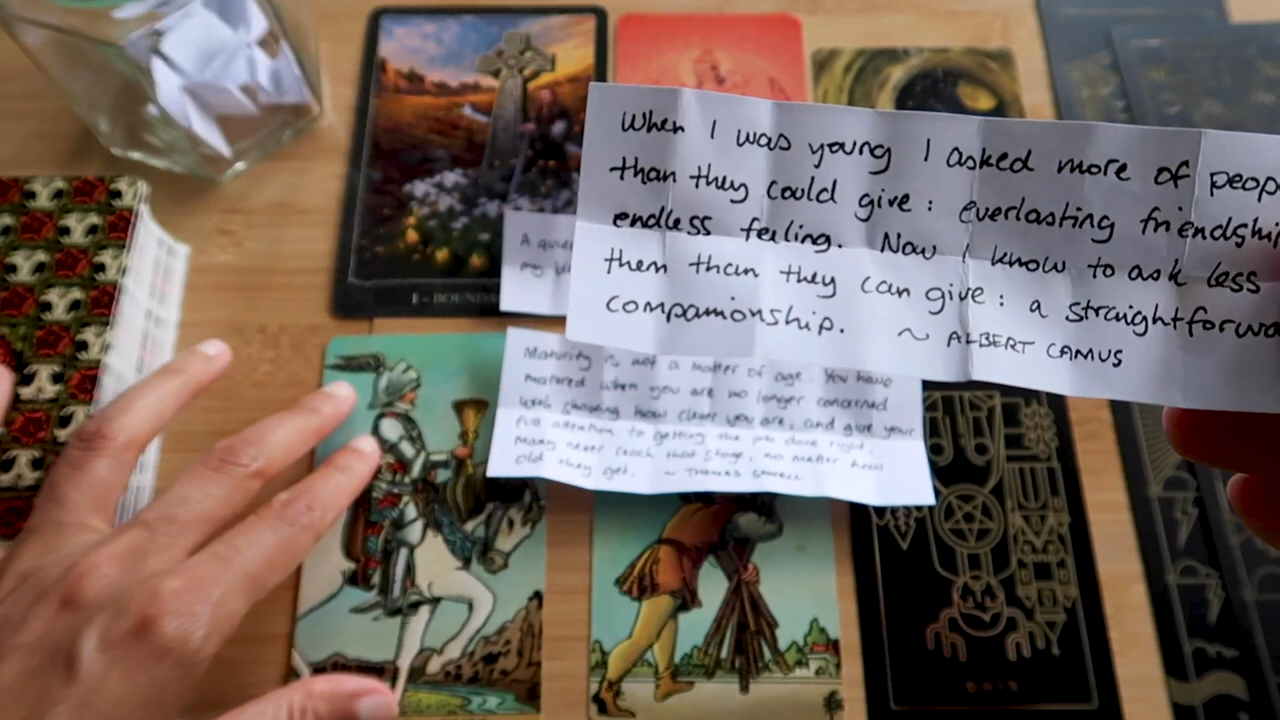 When I was young I asked more of peop
than they could give : everlasting friendshi
endless feeling. Now I know to ask less
them than they can give : a straightforwa
companionship. ~ ALBERT CAMUS
A quie
my
I ~ BOUNDA
Maturity is not a matter of age. You have
matured when you are no longer concerned
with showing how clever you are, and give your
full attention to getting the job done right.
Many never reach that stage, no matter how
old they get. ~ THOMAS SOWELL